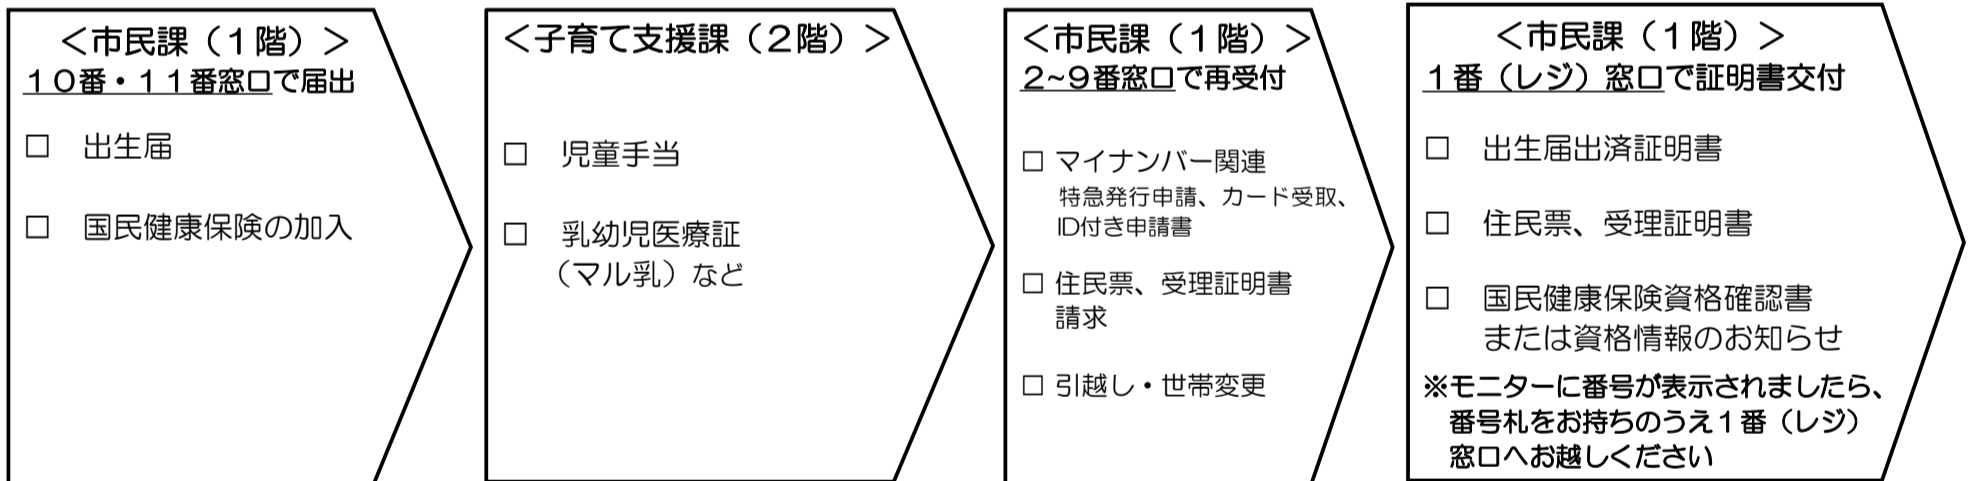 ＜市民課（１階）＞
１０番・１１番窓口で届出
□ 出生届
□ 国民健康保険の加入
＜子育て支援課（２階）＞
□ 児童手当
□ 乳幼児医療証
（マル乳）など
＜市民課（１階）＞
２~９番窓口で再受付
□ マイナンバー関連
特急発行申請、カード受取、
ID付き申請書
□ 住民票、受理証明書
請求
□ 引越し・世帯変更
＜市民課（１階）＞
１番（レジ）窓口で証明書交付
□ 出生届出済証明書
□ 住民票、受理証明書
□ 国民健康保険資格確認書
または資格情報のお知らせ
※モニターに番号が表示されましたら、
番号札をお持ちのうえ１番（レジ）
窓口へお越しください